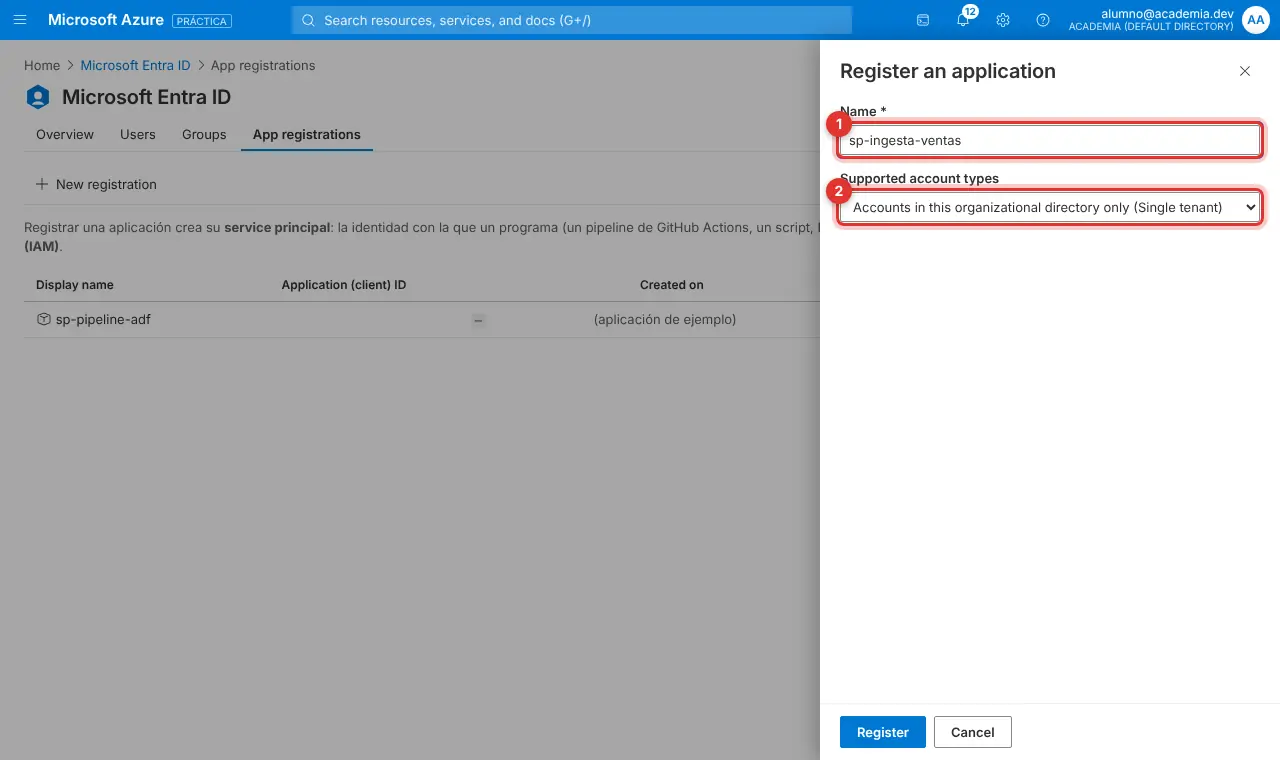 Microsoft Azure PRÁCTICA
Search resources, services, and docs (G+/)
12
alumno@academia.dev
ACADEMIA (DEFAULT DIRECTORY)
AA
Home > Microsoft Entra ID > App registrations
Microsoft Entra ID
Overview Users Groups App registrations
+ New registration
Registrar una aplicación crea su service principal: la identidad con la que un programa (un pipeline de GitHub Actions, un script,
(IAM).
Display name Application (client) ID Created on
sp-pipeline-adf — (aplicación de ejemplo)
Register an application
Name *
1
sp-ingesta-ventas
Supported account types
2
Accounts in this organizational directory only (Single tenant)
Register Cancel